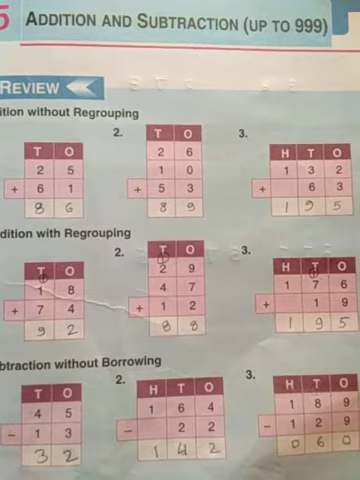 5 ADDITION AND SUBTRACTION (UP TO 999)
REVIEW
ition without Regrouping
2. 3.
T O
2 5
+ 6 1
8 6
T O
2 6
1 0
+ 5 3
8 9
H T O
1 3 2
+ 6 3
1 9 5
dition with Regrouping
2. 3.
T O
1
1 8
+ 7 4
9 2
T O
1
2 9
4 7
+ 1 2
8 8
H T O
1
1 7 6
+ 1 9
1 9 5
btraction without Borrowing
2. 3.
T O
4 5
- 1 3
3 2
H T O
1 6 4
- 2 2
1 4 2
H T O
1 8 9
- 1 2 9
0 6 0